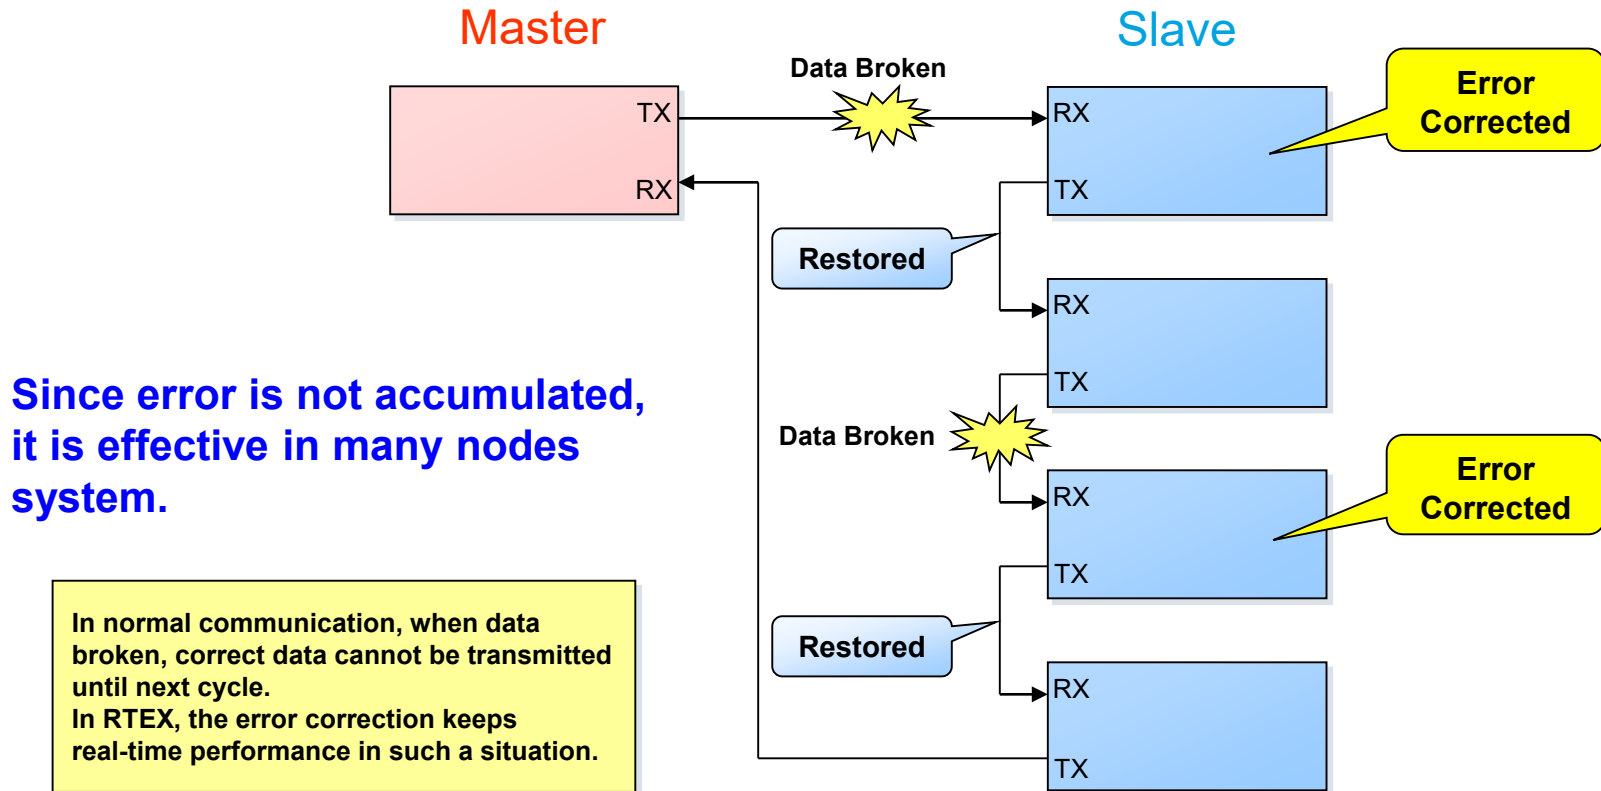 Master
Slave
Data Broken
TX
RX
RX
TX
Error
Corrected
Restored
RX
TX
Since error is not accumulated,
it is effective in many nodes
system.
Data Broken
RX
TX
Error
Corrected
Restored
RX
TX
In normal communication, when data
broken, correct data cannot be transmitted
until next cycle.
In RTEX, the error correction keeps
real-time performance in such a situation.